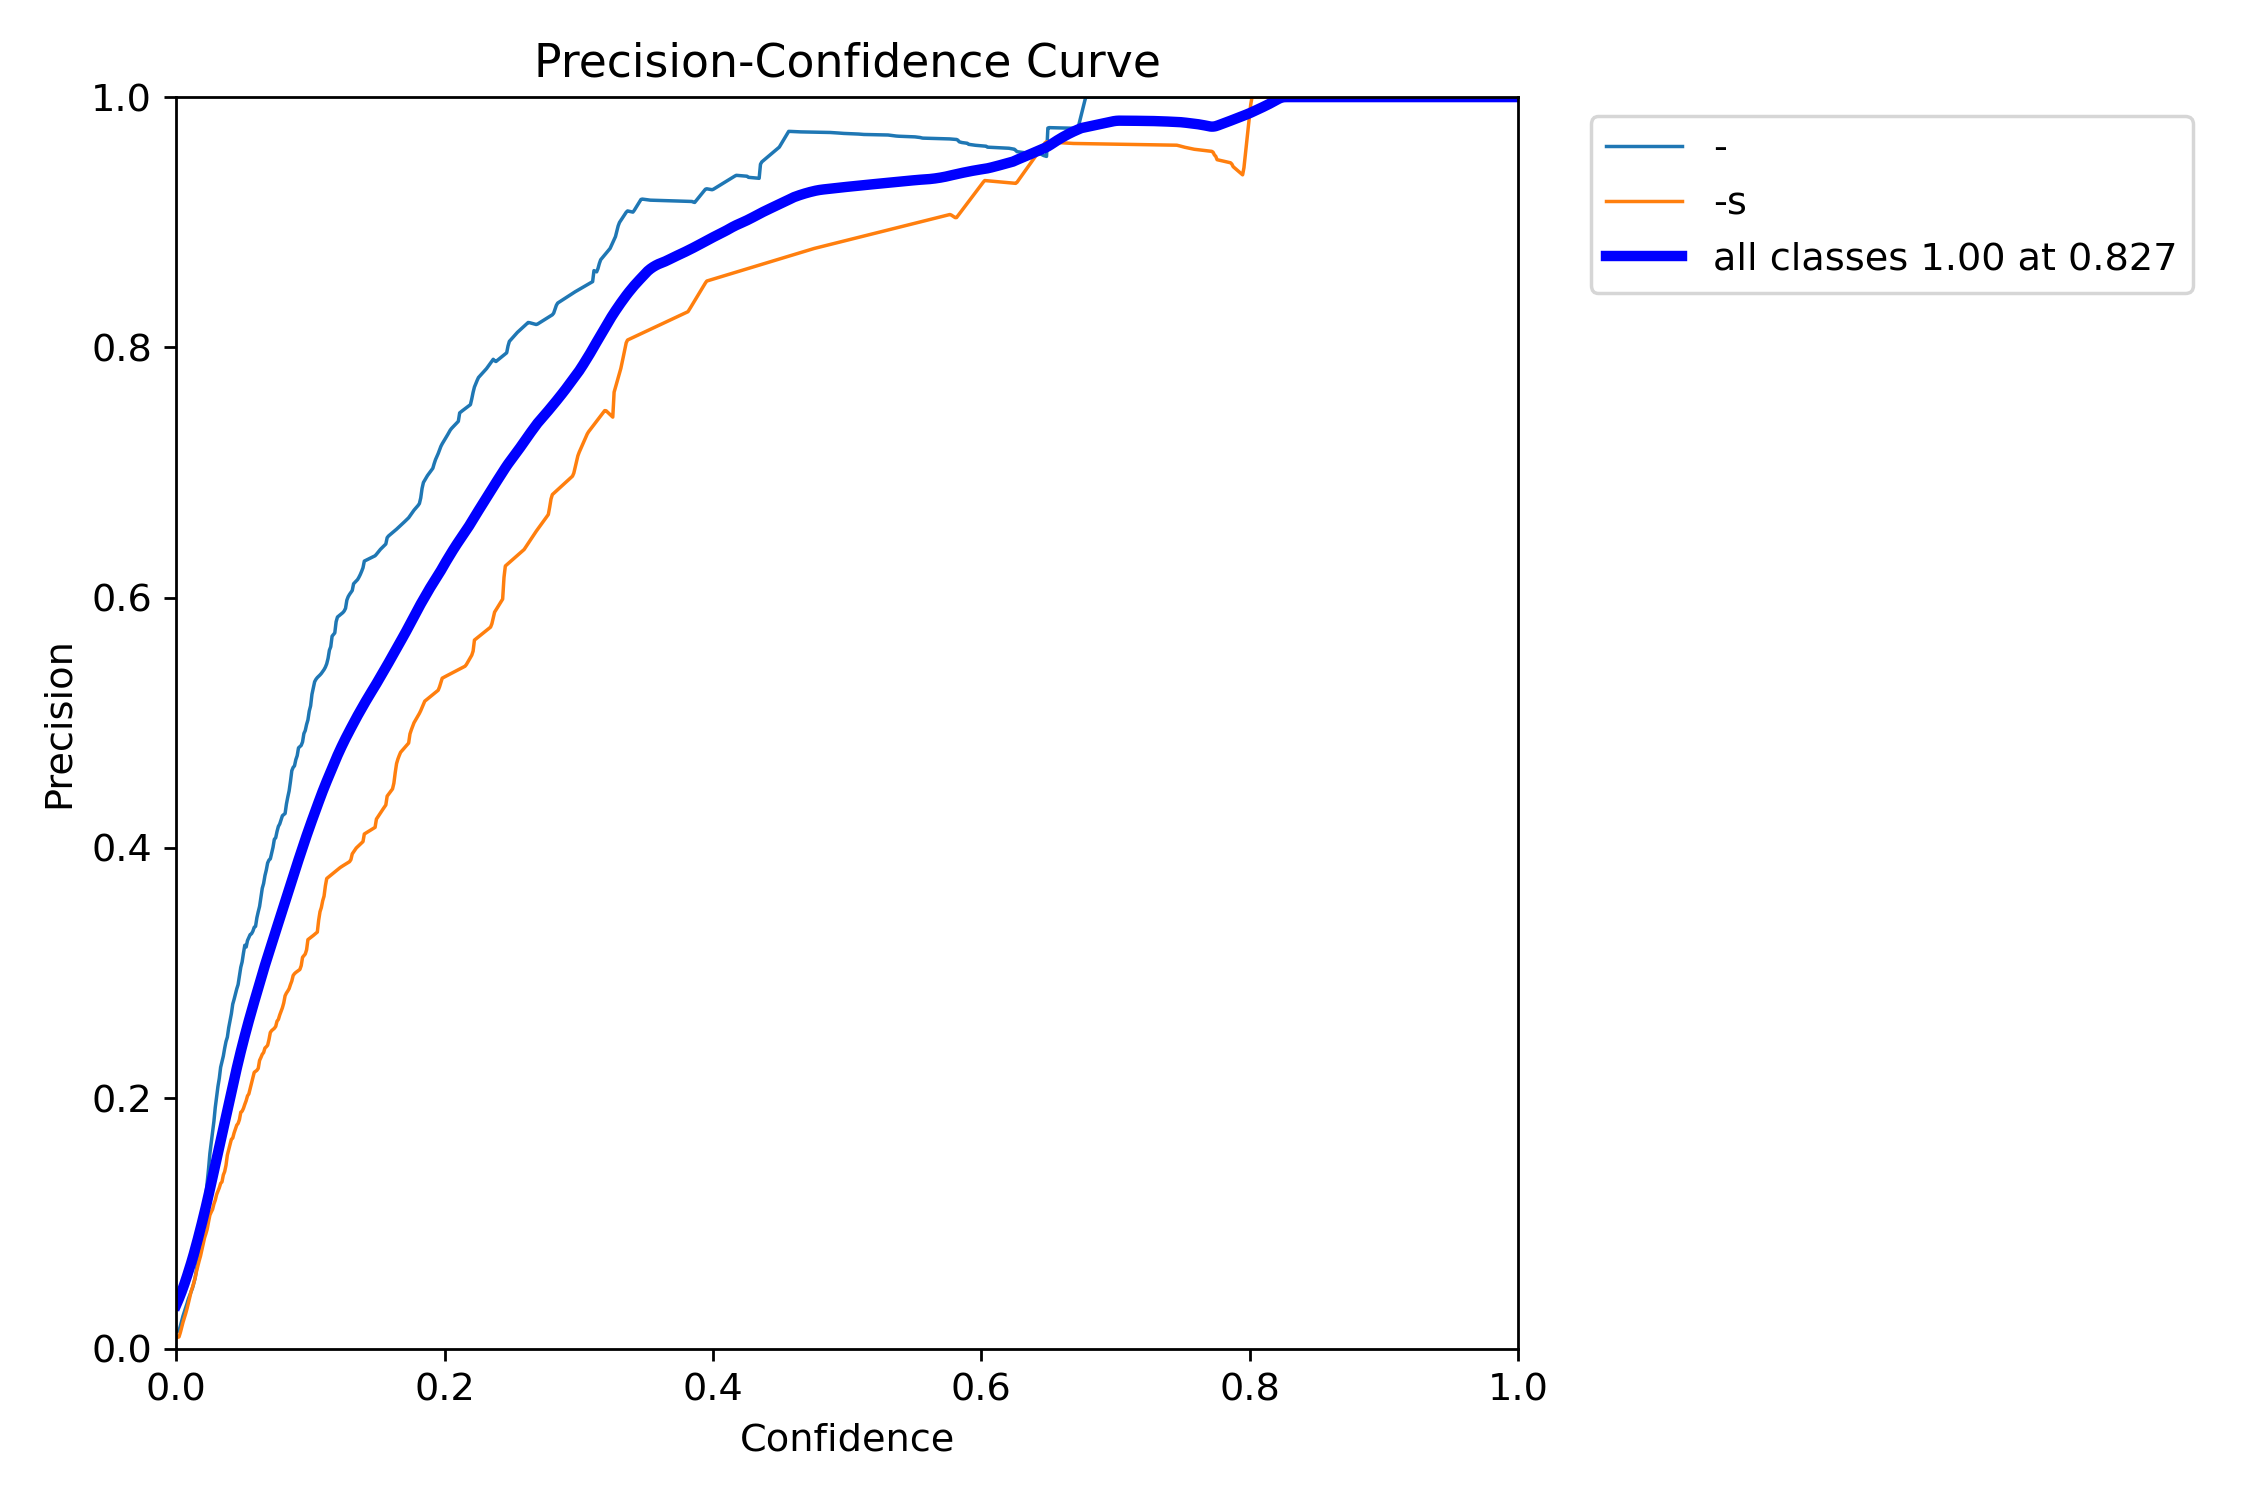 Precision-Confidence Curve
1.0
0.8
0.6
0.4
0.2
0.0
Precision
0.0 0.2 0.4 0.6 0.8 1.0
Confidence
-
-s
all classes 1.00 at 0.827